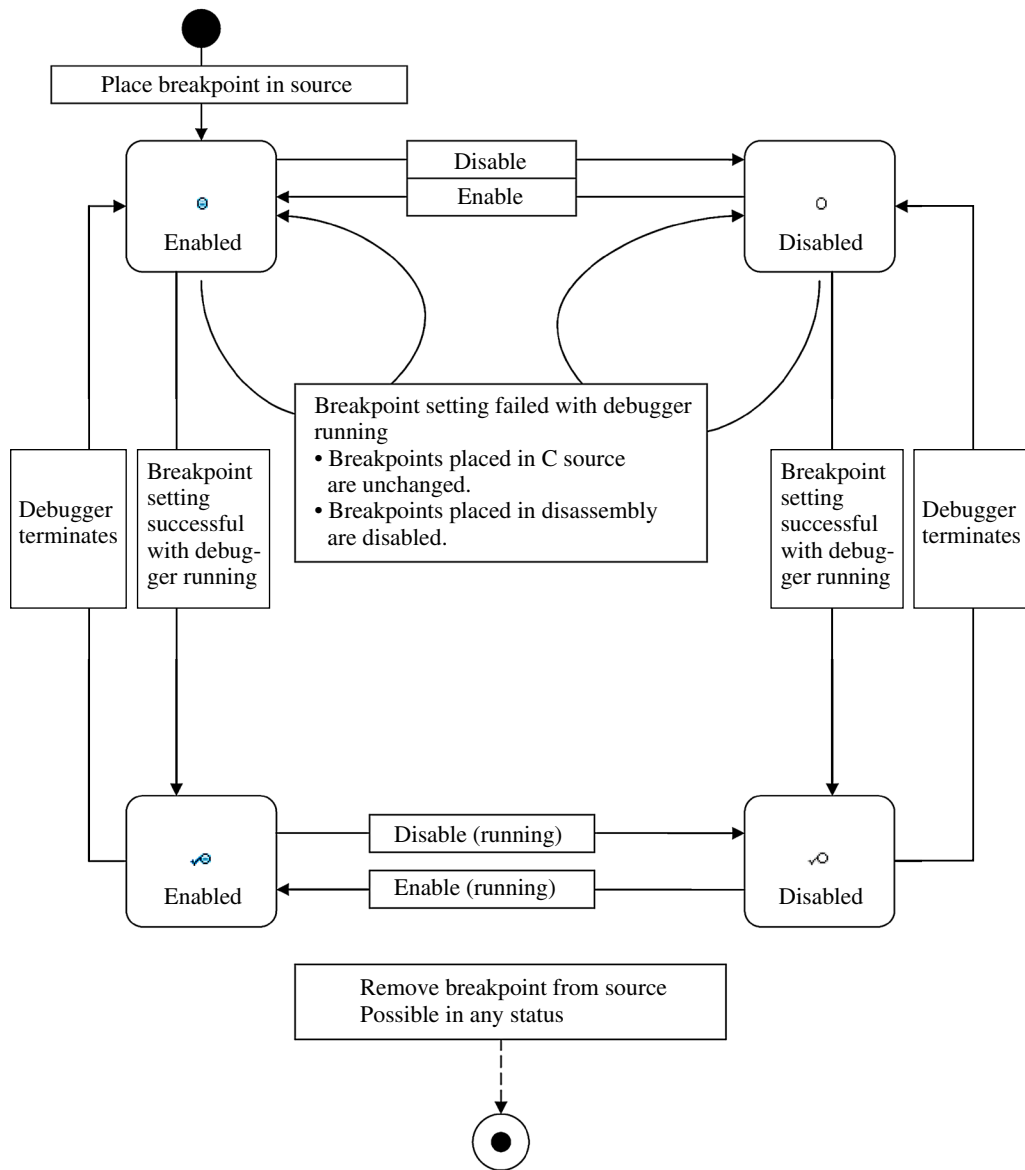 Place breakpoint in source
Disable
Enable
Enabled
Disabled
Breakpoint setting failed with debugger
running
• Breakpoints placed in C source
are unchanged.
• Breakpoints placed in disassembly
are disabled.
Debugger
terminates
Breakpoint
setting
successful
with debug-
ger running
Breakpoint
setting
successful
with debug-
ger running
Debugger
terminates
Disable (running)
Enable (running)
Enabled
Disabled
Remove breakpoint from source
Possible in any status